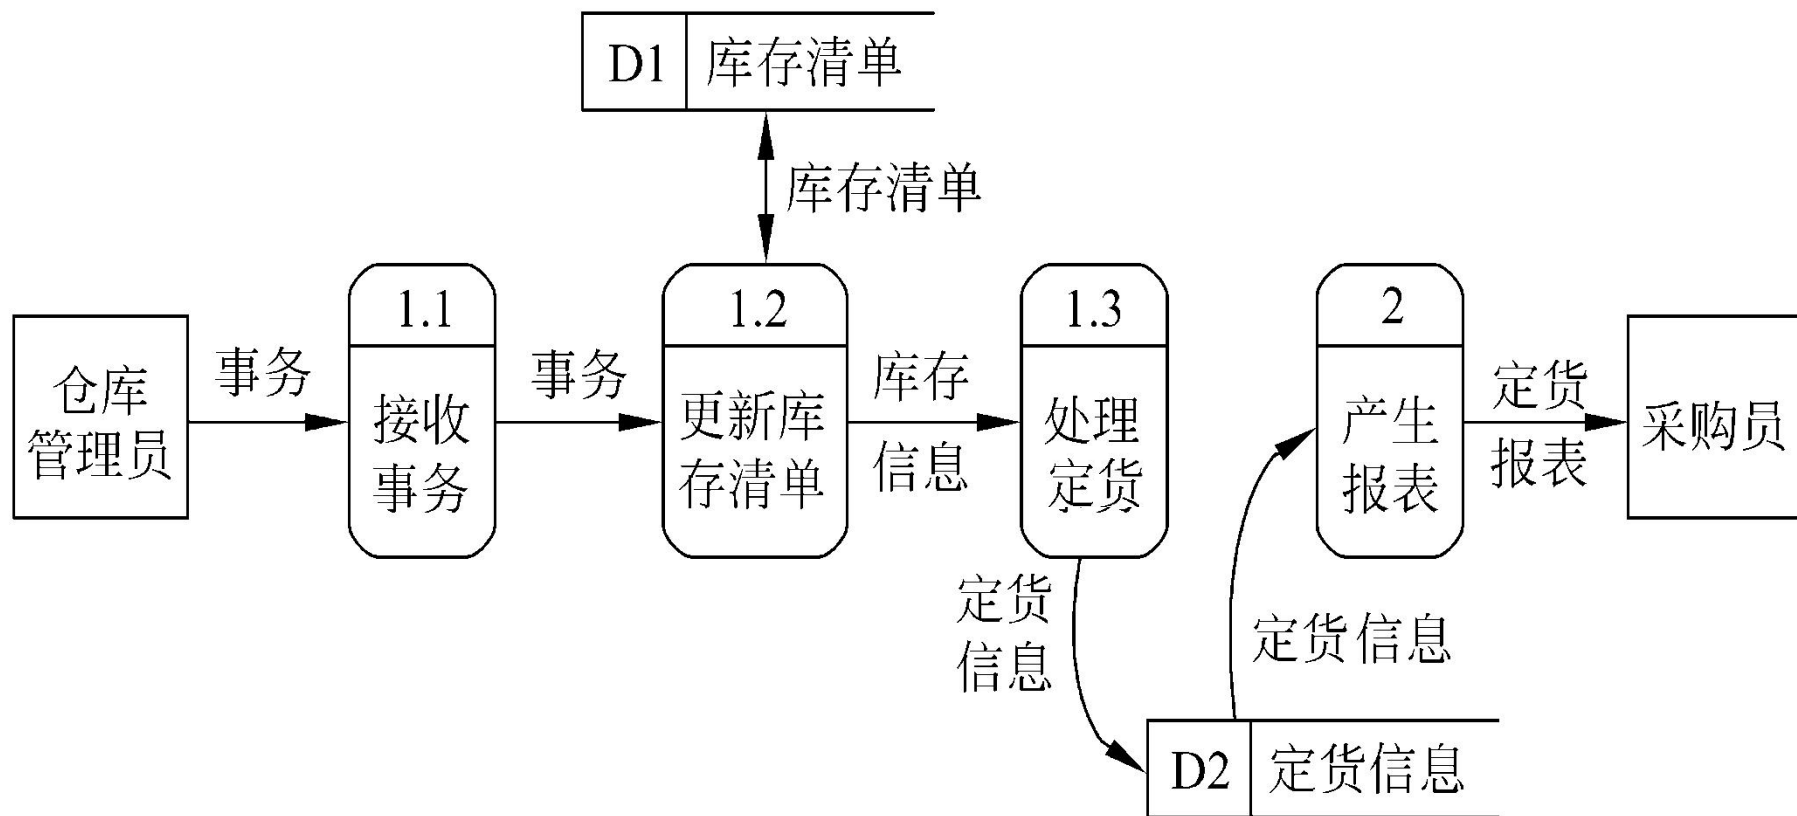 D1 库存清单
库存清单
1.1
1.2
1.3
2
仓库
管理员
事务
接收
事务
事务
更新库
存清单
库存
信息
处理
定货
产生
报表
定货
报表
采购员
定货
信息
定货信息
D2 定货信息